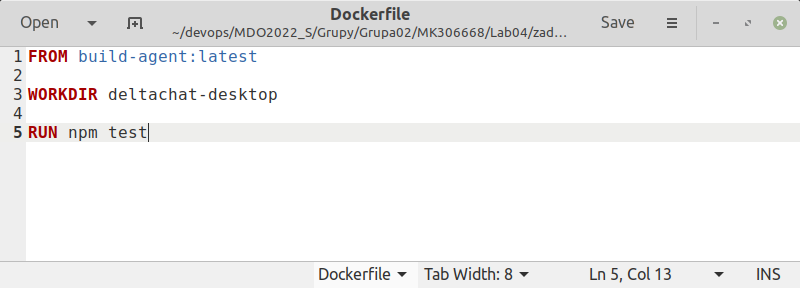 Open
Dockerfile
~/devops/MDO2022_S/Grupy/Grupa02/MK306668/Lab04/zad…
Save
1 FROM build-agent:latest
2
3 WORKDIR deltachat-desktop
4
5 RUN npm test
Dockerfile Tab Width: 8 Ln 5, Col 13 INS